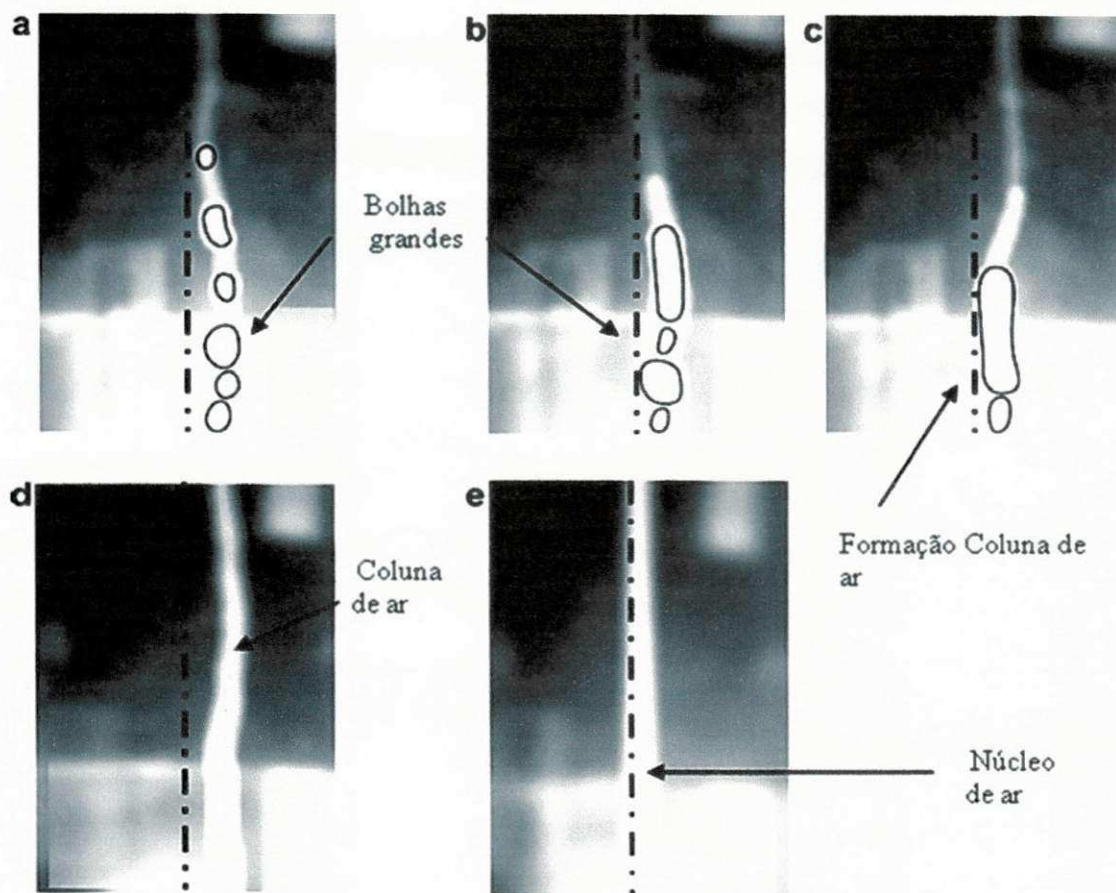 a
b
c
Bolhas
grandes
d
e
Coluna
de ar
Formação Coluna de
ar
Núcleo
de ar